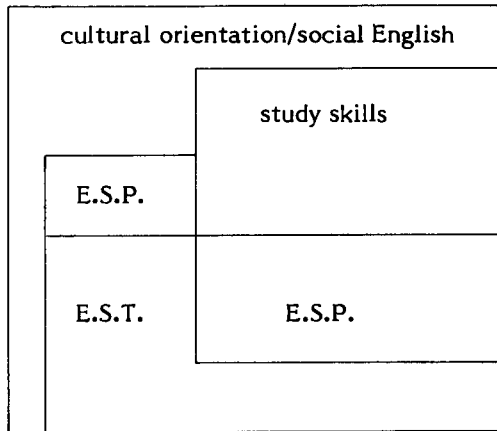 cultural orientation/social English
study skills
E.S.P.
E.S.T.
E.S.P.